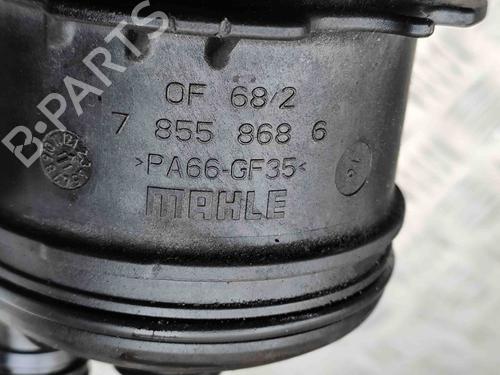 OF 68/2
7 855 868 6
>PA66-GF35<
MAHLE
B-PARTS